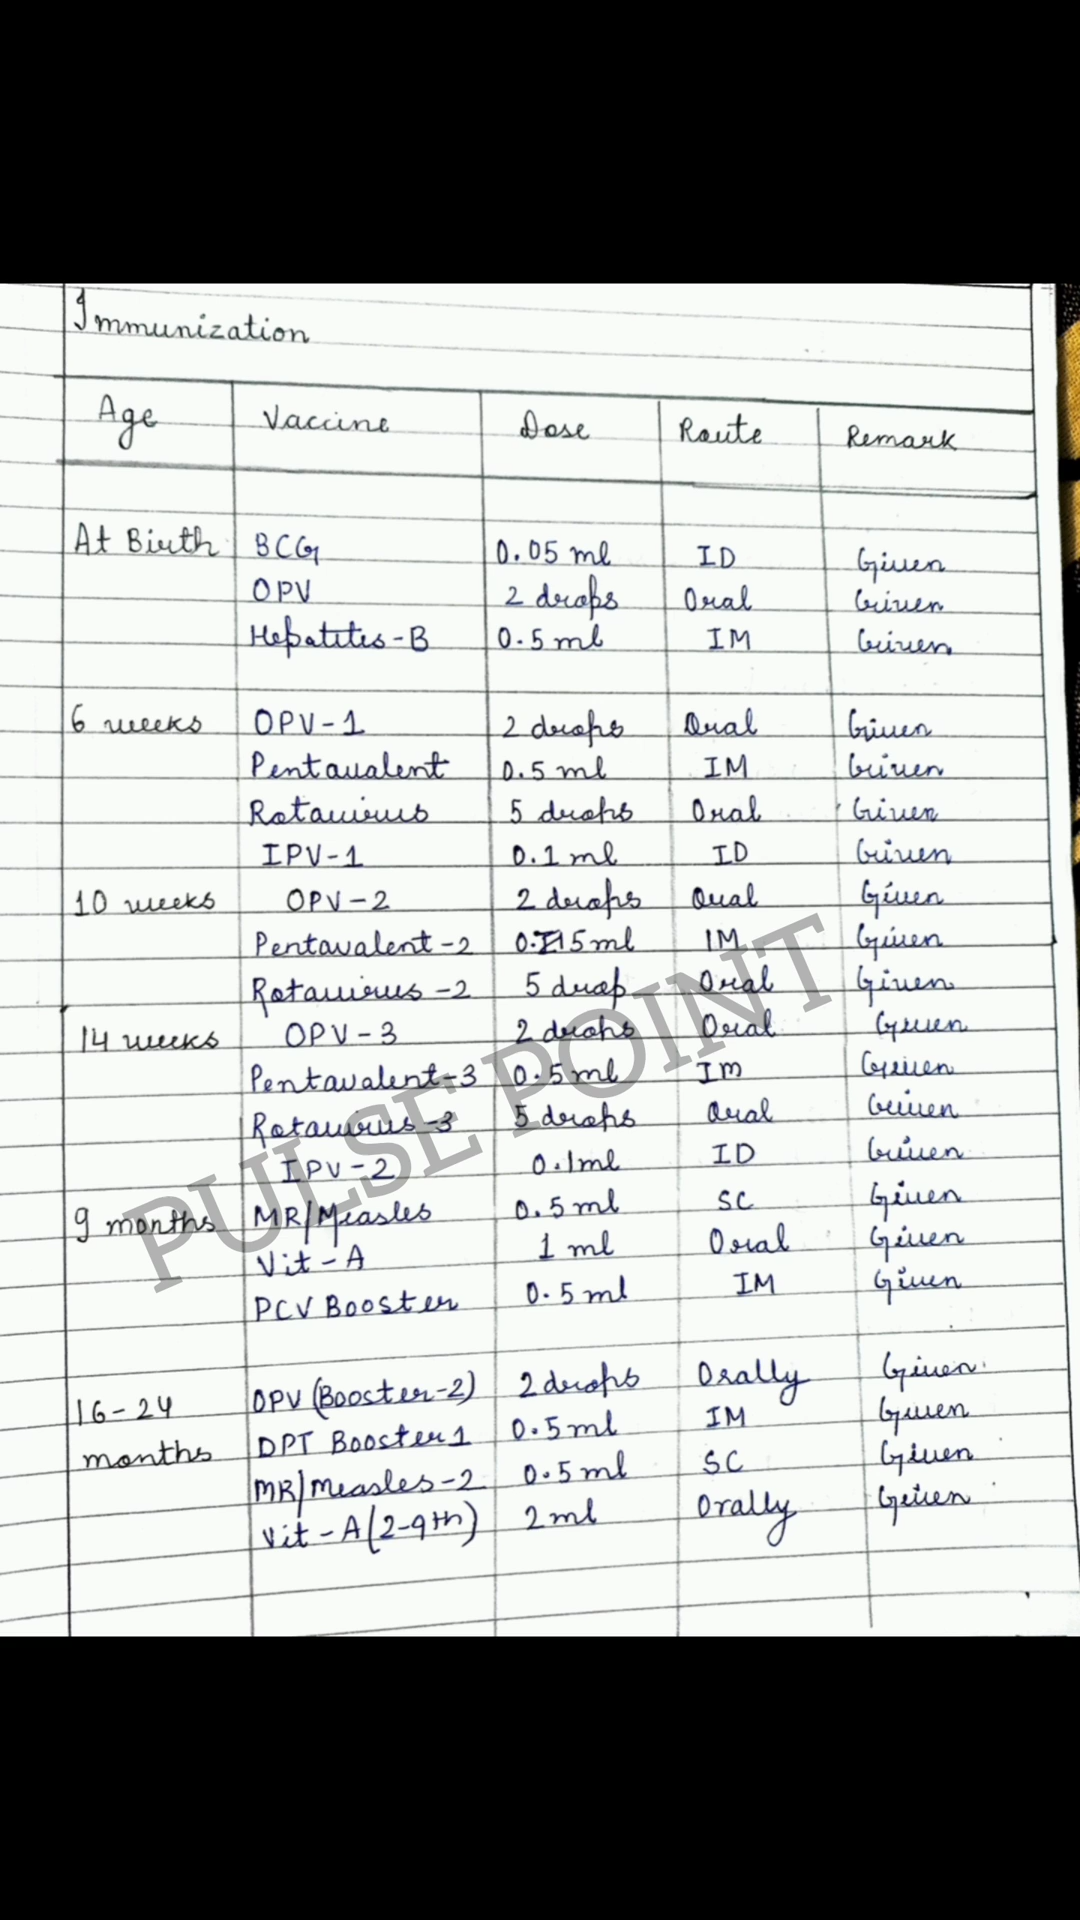 Immunization
Age Vaccine Dose Route Remark
At Birth BCG 0.05 ml ID Given
OPV 2 drops Oral Given
Hepatites-B 0.5 ml IM Given
6 weeks OPV-1 2 drops Oral Given
Pentavalent 0.5 ml IM Given
Rotavirus 5 drops Oral Given
IPV-1 0.1 ml ID Given
10 weeks OPV-2 2 drops Oral Given
Pentavalent-2 0.5ml IM Given
Rotavirus-2 5 drop Oral Given
14 weeks OPV-3 2 drops Oral Given
Pentavalent-3 0.5ml Im Given
Rotavirus-3 5 drops Oral Given
IPV-2 0.1ml ID Given
9 months MR/Measles 0.5 ml SC Given
Vit-A 1 ml Oral Given
PCV Booster 0.5 ml IM Given
16-24 OPV (Booster-2) 2 drops Orally Given
months DPT Booster 1 0.5 ml IM Given
MR/Measles-2 0.5 ml SC Given
Vit-A (2-9th) 2 ml Orally Given
PULSE POINT